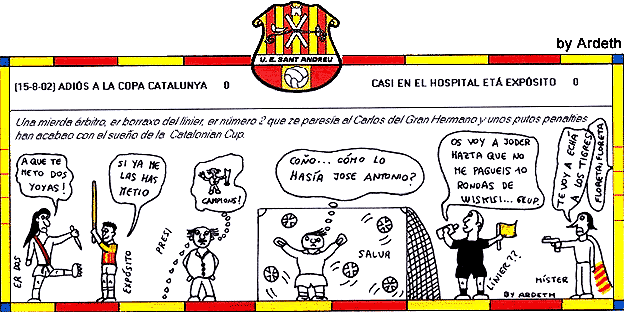 by Ardeth
U.E. SANT ANDREU
[15-8-02] ADIÓS A LA COPA CATALUNYA 0 CASI EN EL HOSPITAL ETÁ EXPÓSITO 0
Una mierda árbitro, er borraxo del linier, er número 2 que ze paresía al Carlos del Gran Hermano y unos putos penalties
han acabao con el sueño de la Catalonian Cup.
A QUE TE
METO DOS
YOYAS!
SI YA ME
LAS HAS
METIO
CAMPIONS!
COÑO... CÓMO LO
HASÍA JOSE ANTONIO?
OS VOY A JODER
HAZTA QUE NO
ME PAGUEIS 10
RONDAS DE
WISKISI... EEUP.
TE VOY A ECHÁ
A LOS TIGRES
FLORETA, FLORETA
ER DOS
EXPÓSITO
PRESI
SALVA
LINIER??
MÍSTER
BY ARDETH